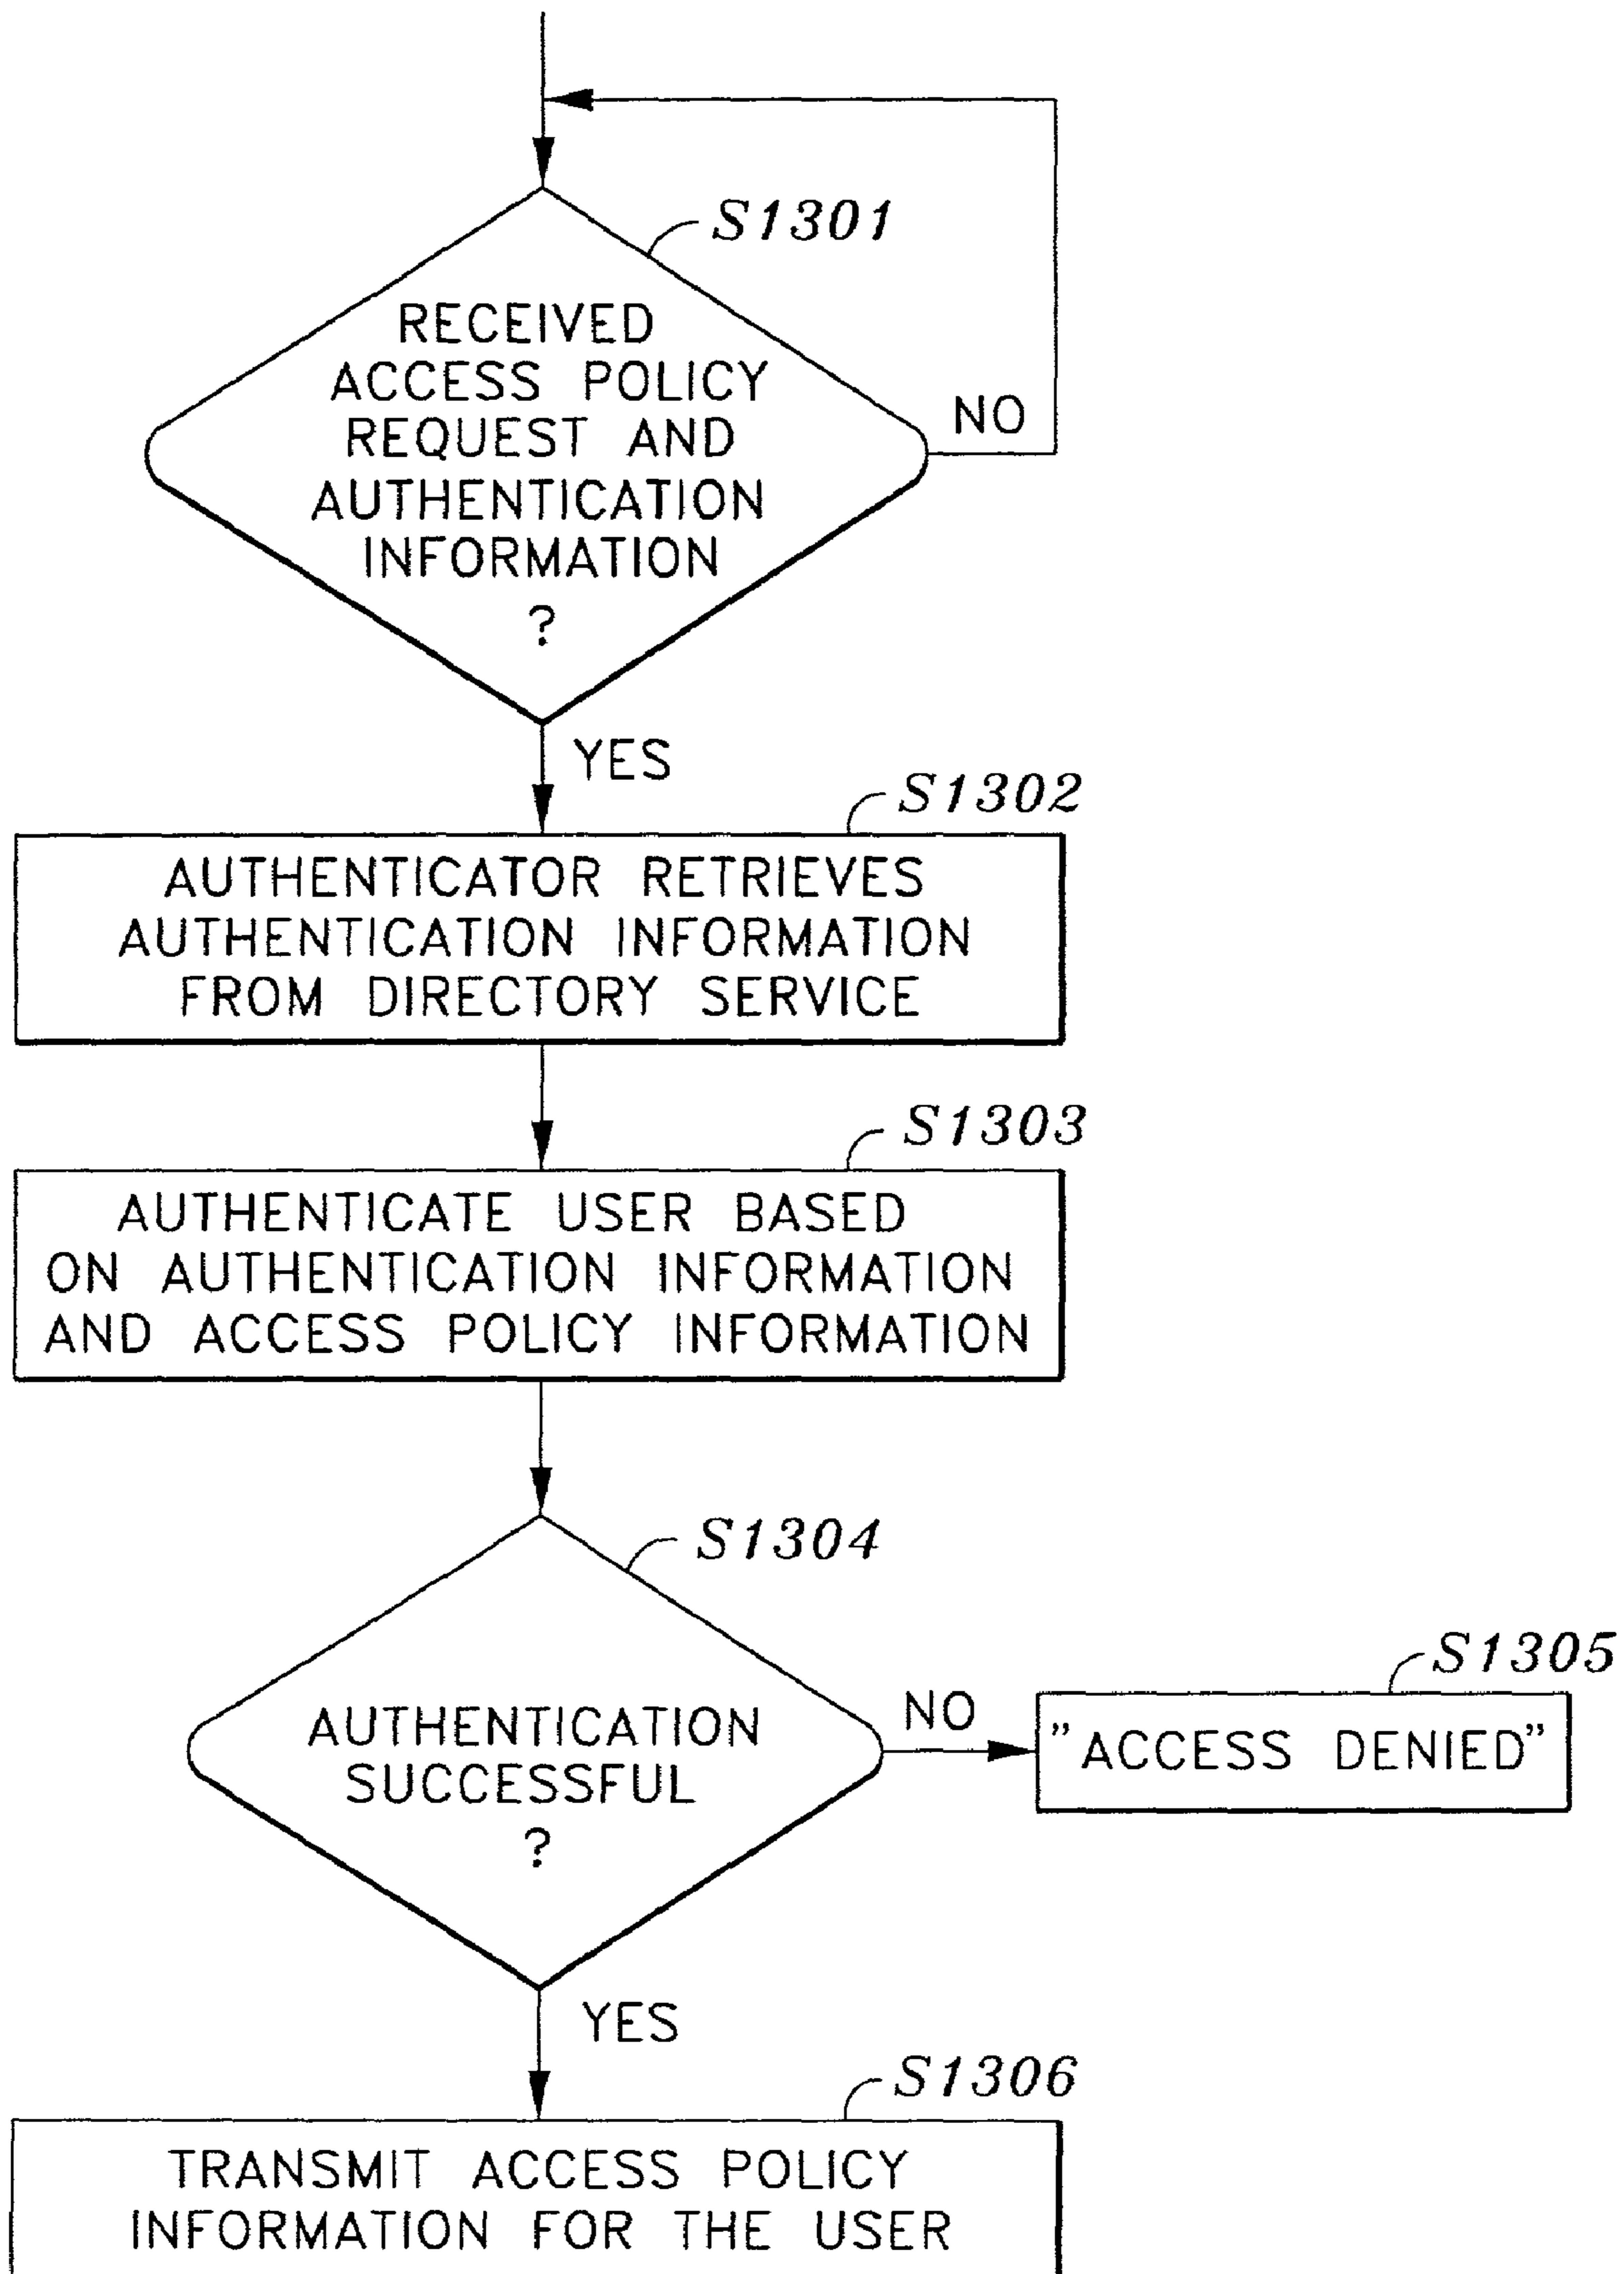 S1301
RECEIVED
ACCESS POLICY
REQUEST AND
AUTHENTICATION
INFORMATION
?
NO
YES
S1302
AUTHENTICATOR RETRIEVES
AUTHENTICATION INFORMATION
FROM DIRECTORY SERVICE
S1303
AUTHENTICATE USER BASED
ON AUTHENTICATION INFORMATION
AND ACCESS POLICY INFORMATION
S1304
AUTHENTICATION
SUCCESSFUL
?
NO
S1305
”ACCESS DENIED”
YES
S1306
TRANSMIT ACCESS POLICY
INFORMATION FOR THE USER